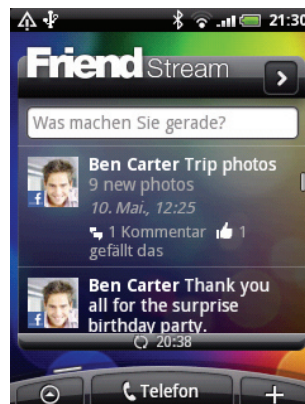 21:30
Friend Stream
Was machen Sie gerade?
Ben Carter Trip photos
9 new photos
10. Mai., 12:25
1 Kommentar 1
gefällt das
Ben Carter Thank you
all for the surprise
birthday party.
20:38
Telefon